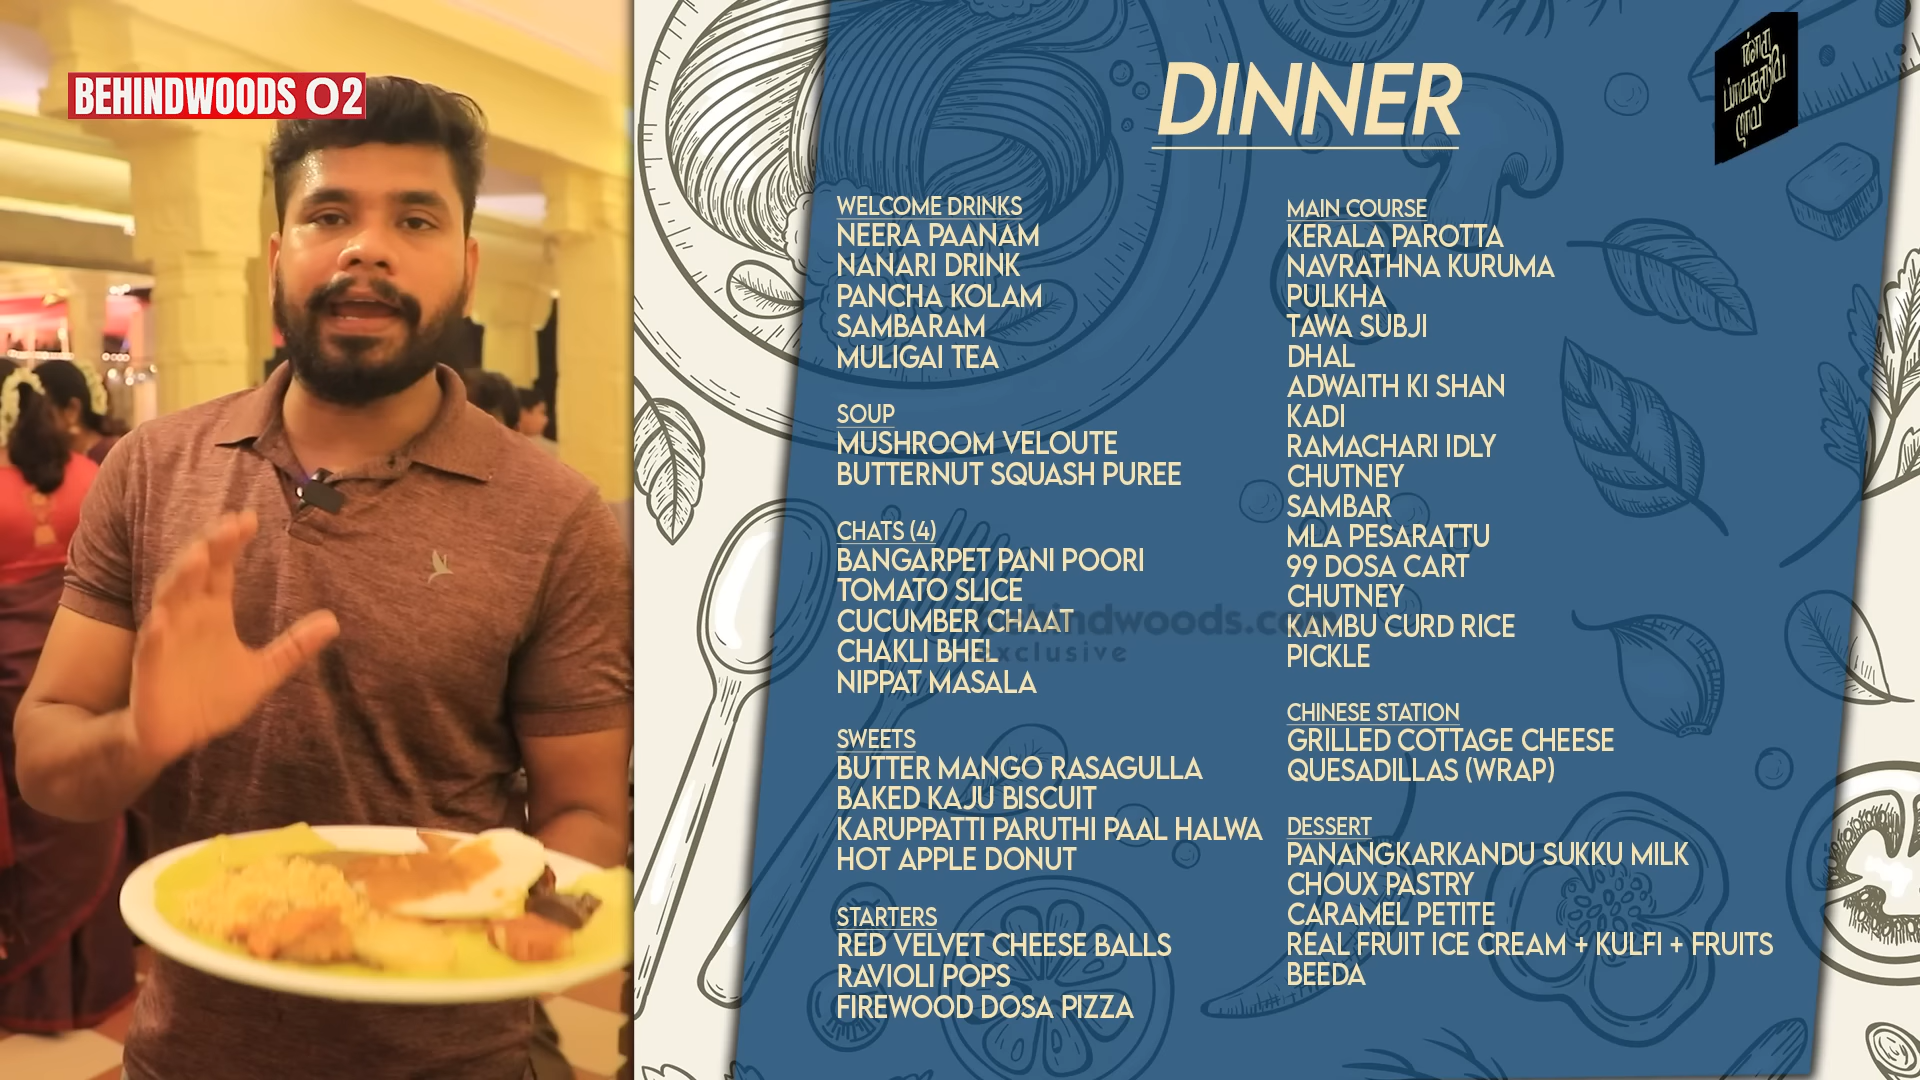 BEHINDWOODS O2
DINNER
WELCOME DRINKS
NEERA PAANAM
NANARI DRINK
PANCHA KOLAM
SAMBARAM
MULIGAI TEA
SOUP
MUSHROOM VELOUTE
BUTTERNUT SQUASH PUREE
CHATS (4)
BANGARPET PANI POORI
TOMATO SLICE
CUCUMBER CHAAT
CHAKLI BHEL
NIPPAT MASALA
SWEETS
BUTTER MANGO RASAGULLA
BAKED KAJU BISCUIT
KARUPPATTI PARUTHI PAAL HALWA
HOT APPLE DONUT
STARTERS
RED VELVET CHEESE BALLS
RAVIOLI POPS
FIREWOOD DOSA PIZZA
MAIN COURSE
KERALA PAROTTA
NAVRATHNA KURUMA
PULKHA
TAWA SUBJI
DHAL
ADWAITH KI SHAN
KADI
RAMACHARI IDLY
CHUTNEY
SAMBAR
MLA PESARATTU
99 DOSA CART
CHUTNEY
KAMBU CURD RICE
PICKLE
CHINESE STATION
GRILLED COTTAGE CHEESE
QUESADILLAS (WRAP)
DESSERT
PANANGKARKANDU SUKKU MILK
CHOUX PASTRY
CARAMEL PETITE
REAL FRUIT ICE CREAM + KULFI + FRUITS
BEEDA